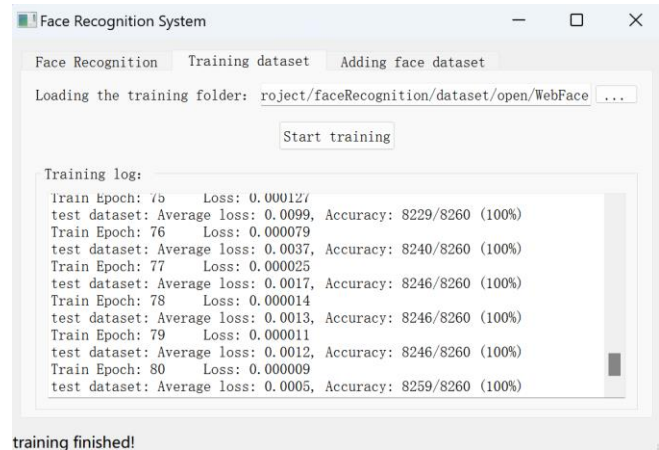 Face Recognition System
Face Recognition Training dataset Adding face dataset
Loading the training folder: roject/faceRecognition/dataset/open/WebFace ...
Start training
Training log:
Train Epoch: 75 Loss: 0.000127
test dataset: Average loss: 0.0099, Accuracy: 8229/8260 (100%)
Train Epoch: 76 Loss: 0.000079
test dataset: Average loss: 0.0037, Accuracy: 8240/8260 (100%)
Train Epoch: 77 Loss: 0.000025
test dataset: Average loss: 0.0017, Accuracy: 8246/8260 (100%)
Train Epoch: 78 Loss: 0.000014
test dataset: Average loss: 0.0013, Accuracy: 8246/8260 (100%)
Train Epoch: 79 Loss: 0.000011
test dataset: Average loss: 0.0012, Accuracy: 8246/8260 (100%)
Train Epoch: 80 Loss: 0.000009
test dataset: Average loss: 0.0005, Accuracy: 8259/8260 (100%)
training finished!